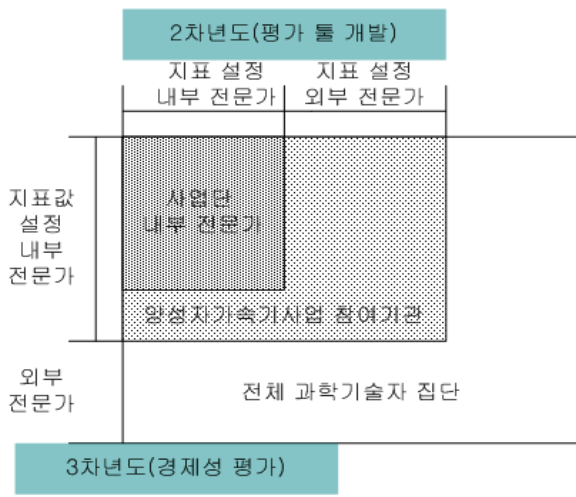 2차년도(평가 툴 개발)
지표 설정
내부 전문가
지표 설정
외부 전문가
지표값
설정
내부
전문가
사업단
내부 전문가
양성자가속기사업 참여기관
외부
전문가
전체 과학기술자 집단
3차년도(경제성 평가)